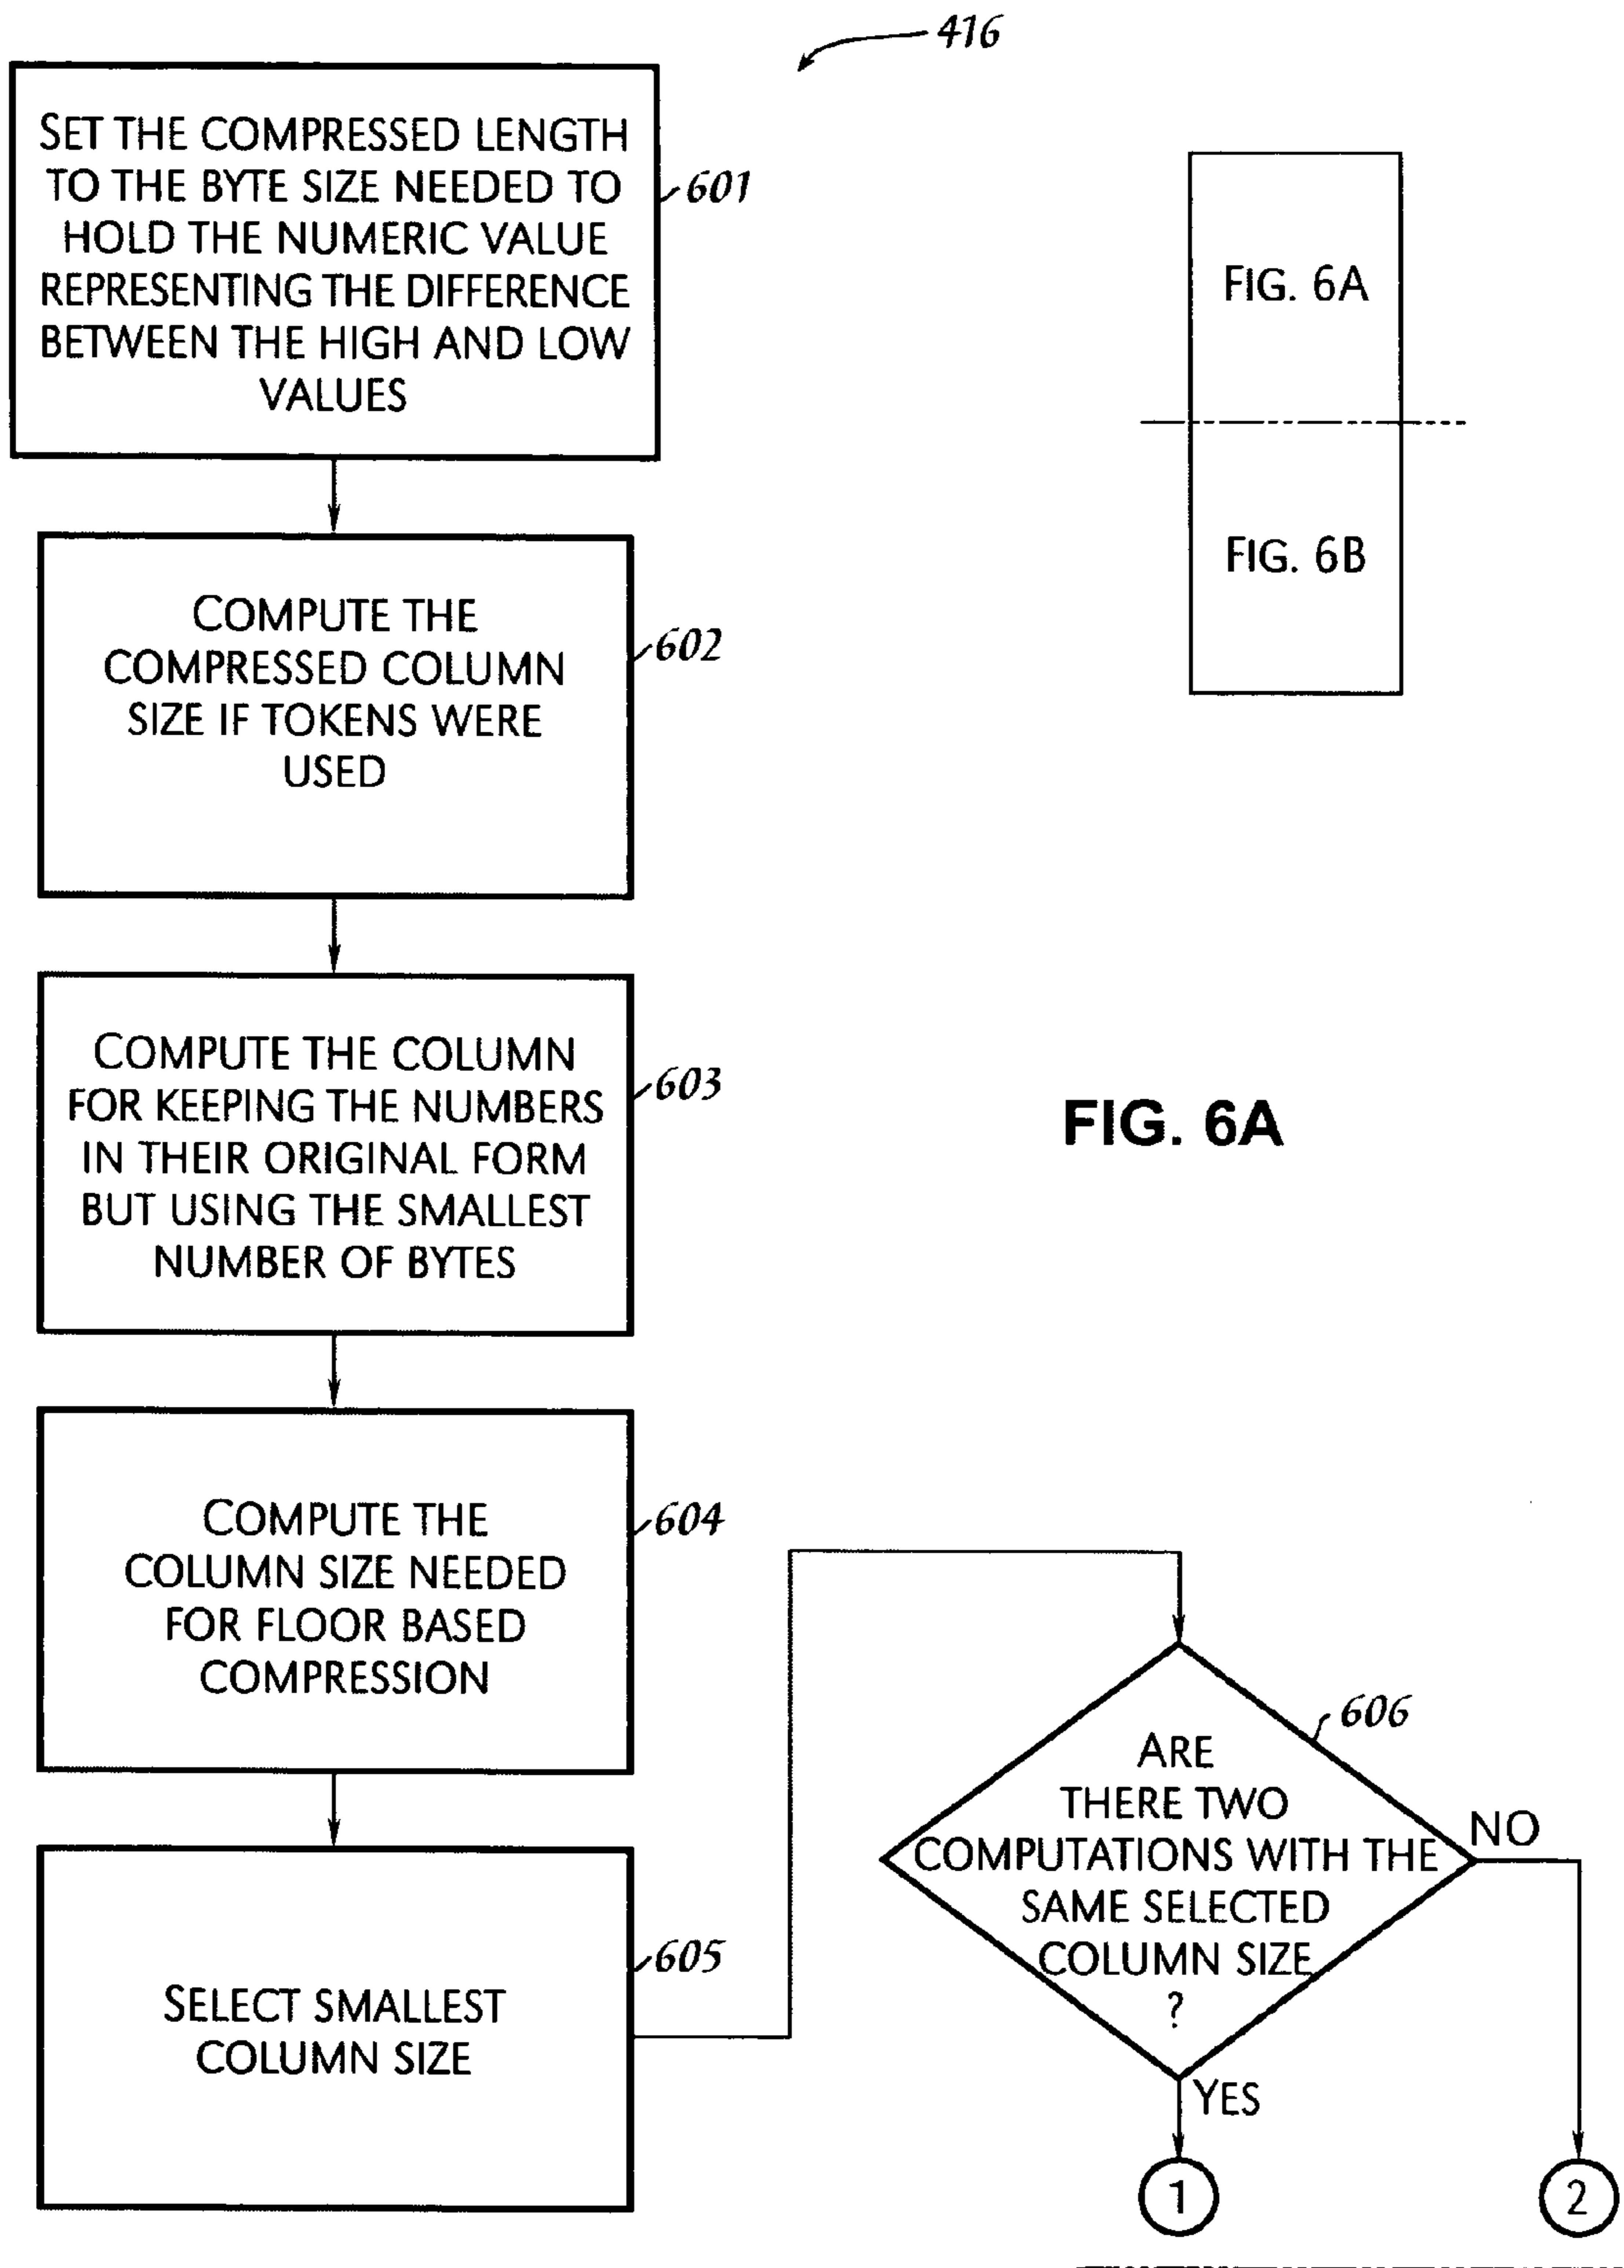 416
SET THE COMPRESSED LENGTH
TO THE BYTE SIZE NEEDED TO
HOLD THE NUMERIC VALUE
REPRESENTING THE DIFFERENCE
BETWEEN THE HIGH AND LOW
VALUES
601
FIG. 6A
FIG. 6B
COMPUTE THE
COMPRESSED COLUMN
SIZE IF TOKENS WERE
USED
602
COMPUTE THE COLUMN
FOR KEEPING THE NUMBERS
IN THEIR ORIGINAL FORM
BUT USING THE SMALLEST
NUMBER OF BYTES
603
FIG. 6A
COMPUTE THE
COLUMN SIZE NEEDED
FOR FLOOR BASED
COMPRESSION
604
SELECT SMALLEST
COLUMN SIZE
605
ARE
THERE TWO
COMPUTATIONS WITH THE
SAME SELECTED
COLUMN SIZE
?
606
NO
YES
1
2